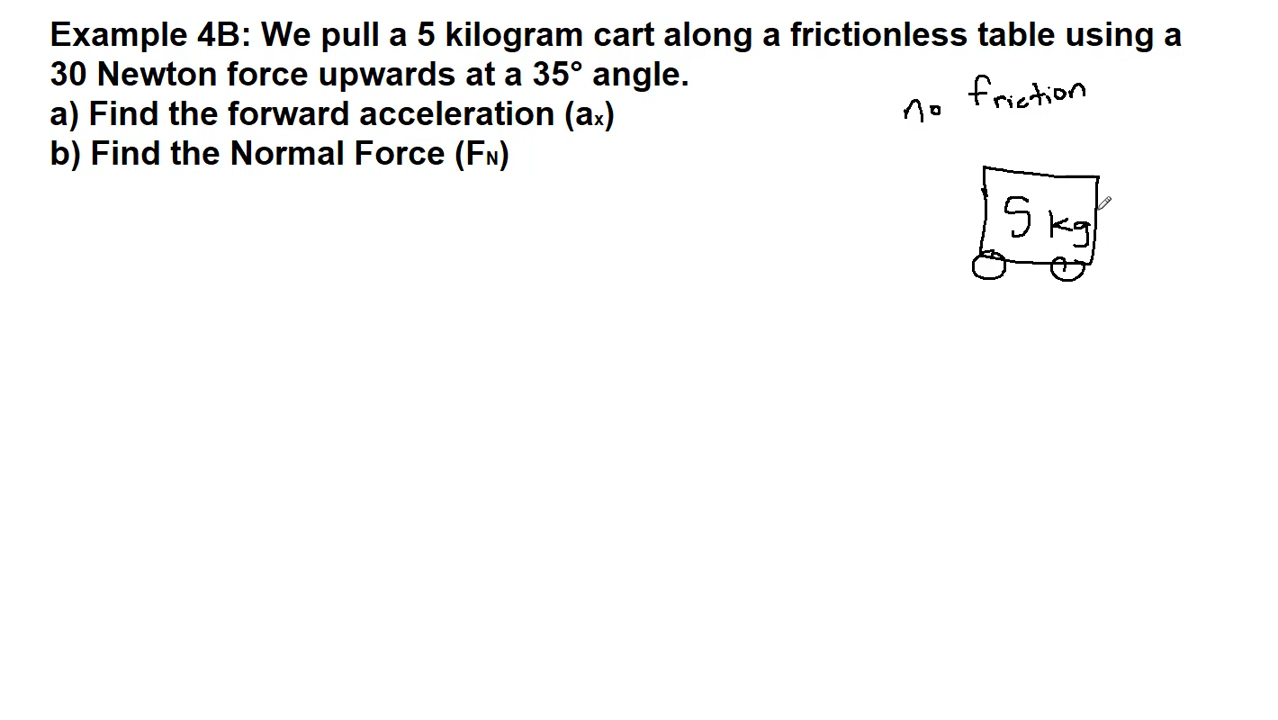 Example 4B: We pull a 5 kilogram cart along a frictionless table using a
30 Newton force upwards at a 35° angle.
a) Find the forward acceleration (ax)
b) Find the Normal Force (FN)
no friction
5 kg